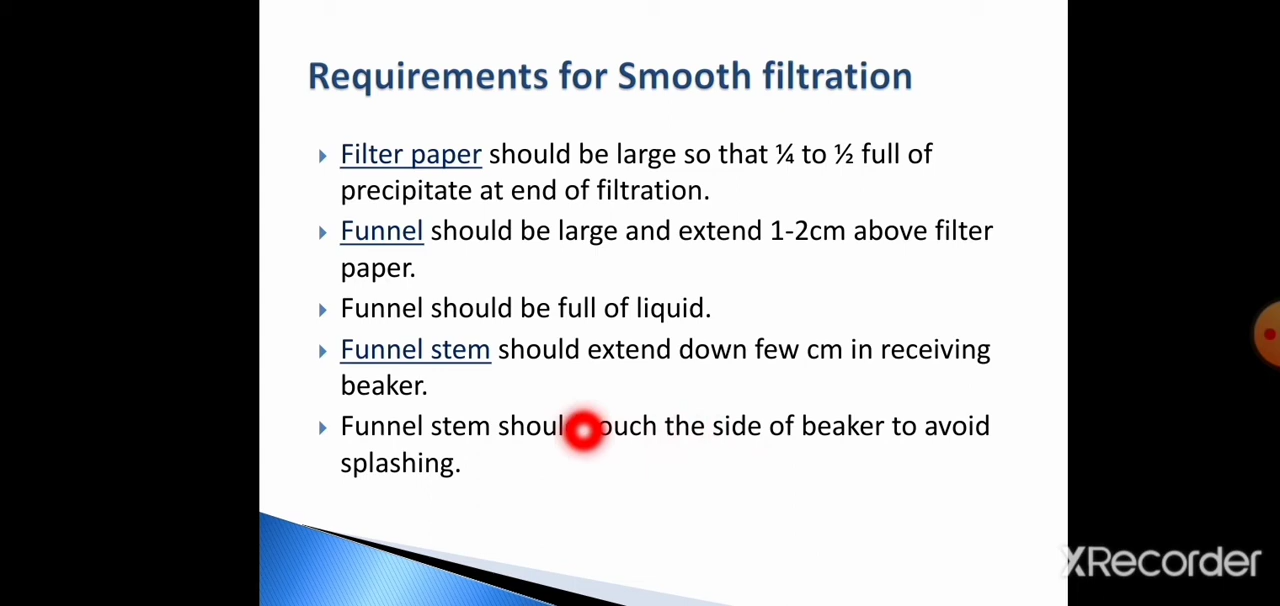 Requirements for Smooth filtration
Filter paper should be large so that ¼ to ½ full of
precipitate at end of filtration.
Funnel should be large and extend 1-2cm above filter
paper.
Funnel should be full of liquid.
Funnel stem should extend down few cm in receiving
beaker.
Funnel stem should touch the side of beaker to avoid
splashing.
XRecorder